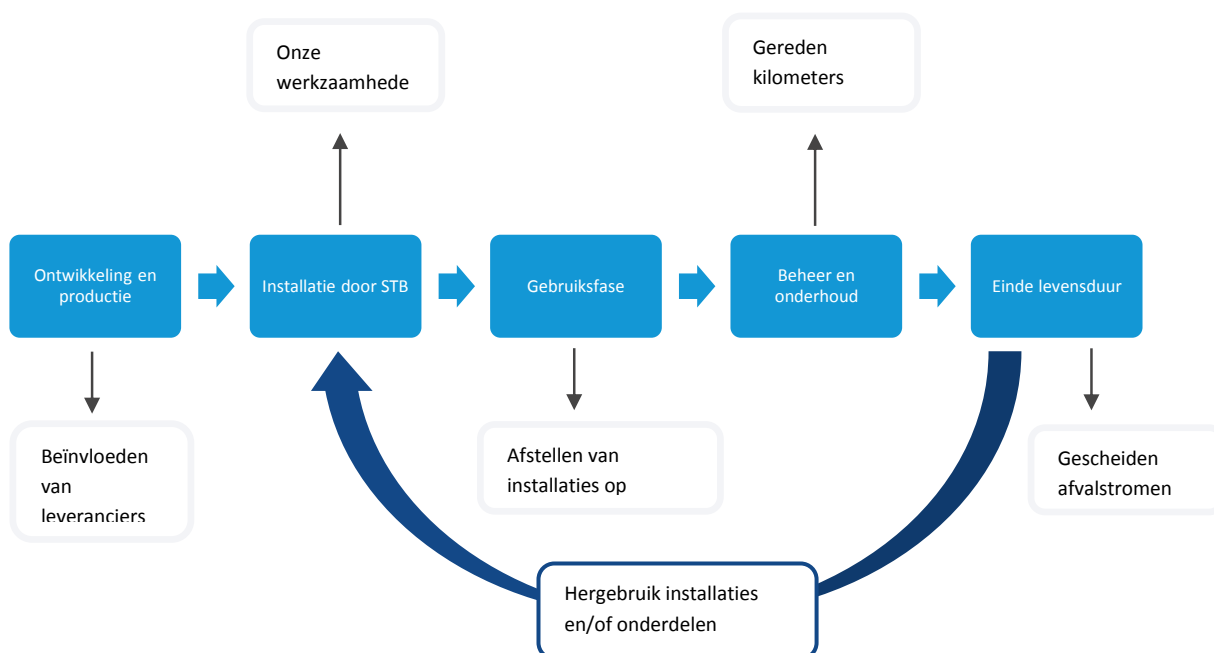 Onze
werkzaamhede
Gereden
kilometers
Ontwikkeling en
productie
Installatie door STB
Gebruiksfase
Beheer en
onderhoud
Einde levensduur
Beïnvloeden
van
leveranciers
Afstellen van
installaties op
Gescheiden
afvalstromen
Hergebruik installaties
en/of onderdelen